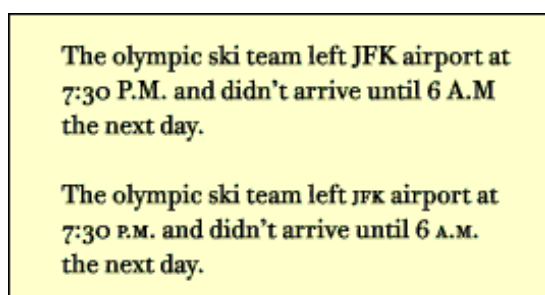 The olympic ski team left JFK airport at
7:30 P.M. and didn't arrive until 6 A.M
the next day.
The olympic ski team left JFK airport at
7:30 P.M. and didn't arrive until 6 A.M.
the next day.